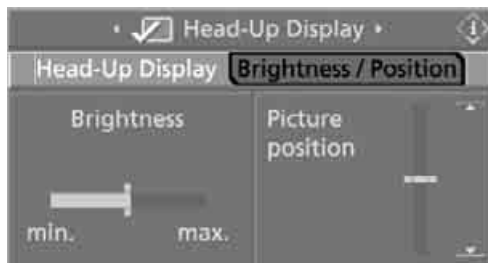 Head-Up Display
Head-Up Display Brightness / Position
Brightness
min. max.
Picture
position